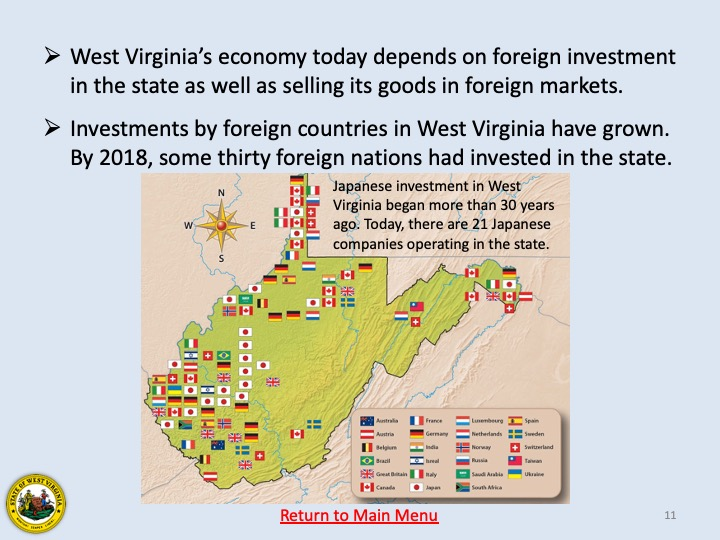 ➢ West Virginia’s economy today depends on foreign investment
in the state as well as selling its goods in foreign markets.
➢ Investments by foreign countries in West Virginia have grown.
By 2018, some thirty foreign nations had invested in the state.
Japanese investment in West
Virginia began more than 30 years
ago. Today, there are 21 Japanese
companies operating in the state.
N
W E
S
Australia France Luxembourg Spain
Austria Germany Netherlands Sweden
Belgium India Norway Switzerland
Brazil Isreal Russia Taiwan
Great Britain Italy Saudi Arabia Ukraine
Canada Japan South Africa
STATE OF WEST VIRGINIA
Return to Main Menu
11